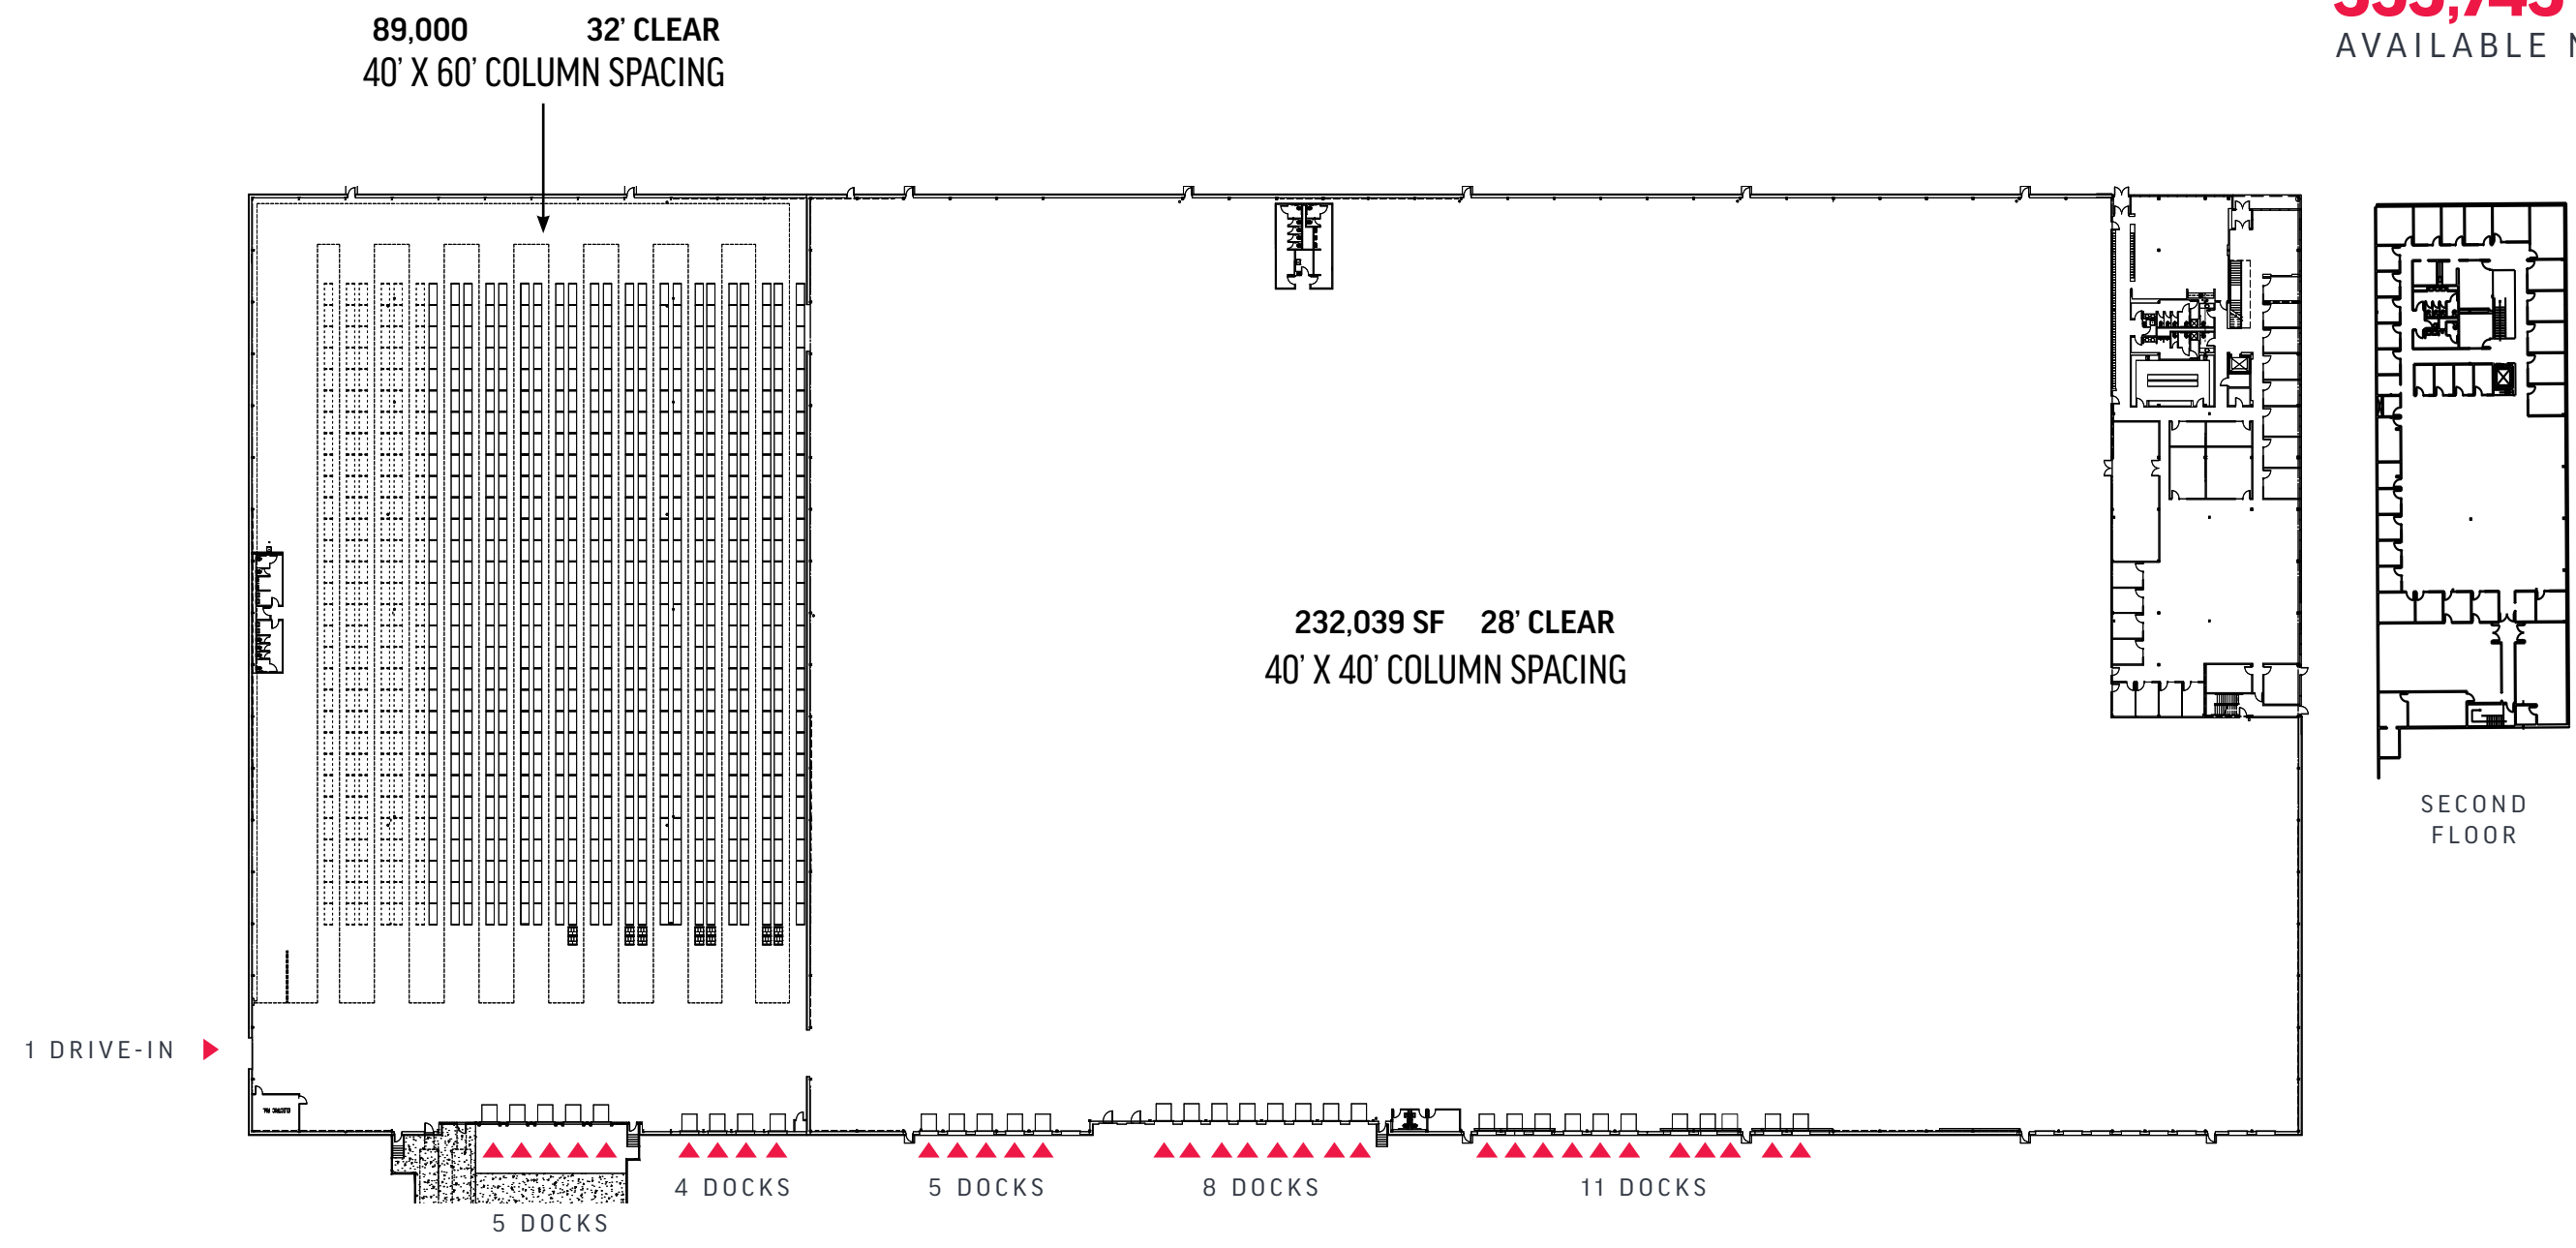 89,000 32’ CLEAR
40’ X 60’ COLUMN SPACING
AVAILABLE
232,039 SF 28’ CLEAR
40’ X 40’ COLUMN SPACING
SECOND
FLOOR
1 DRIVE-IN
4 DOCKS
5 DOCKS
8 DOCKS
11 DOCKS
5 DOCKS